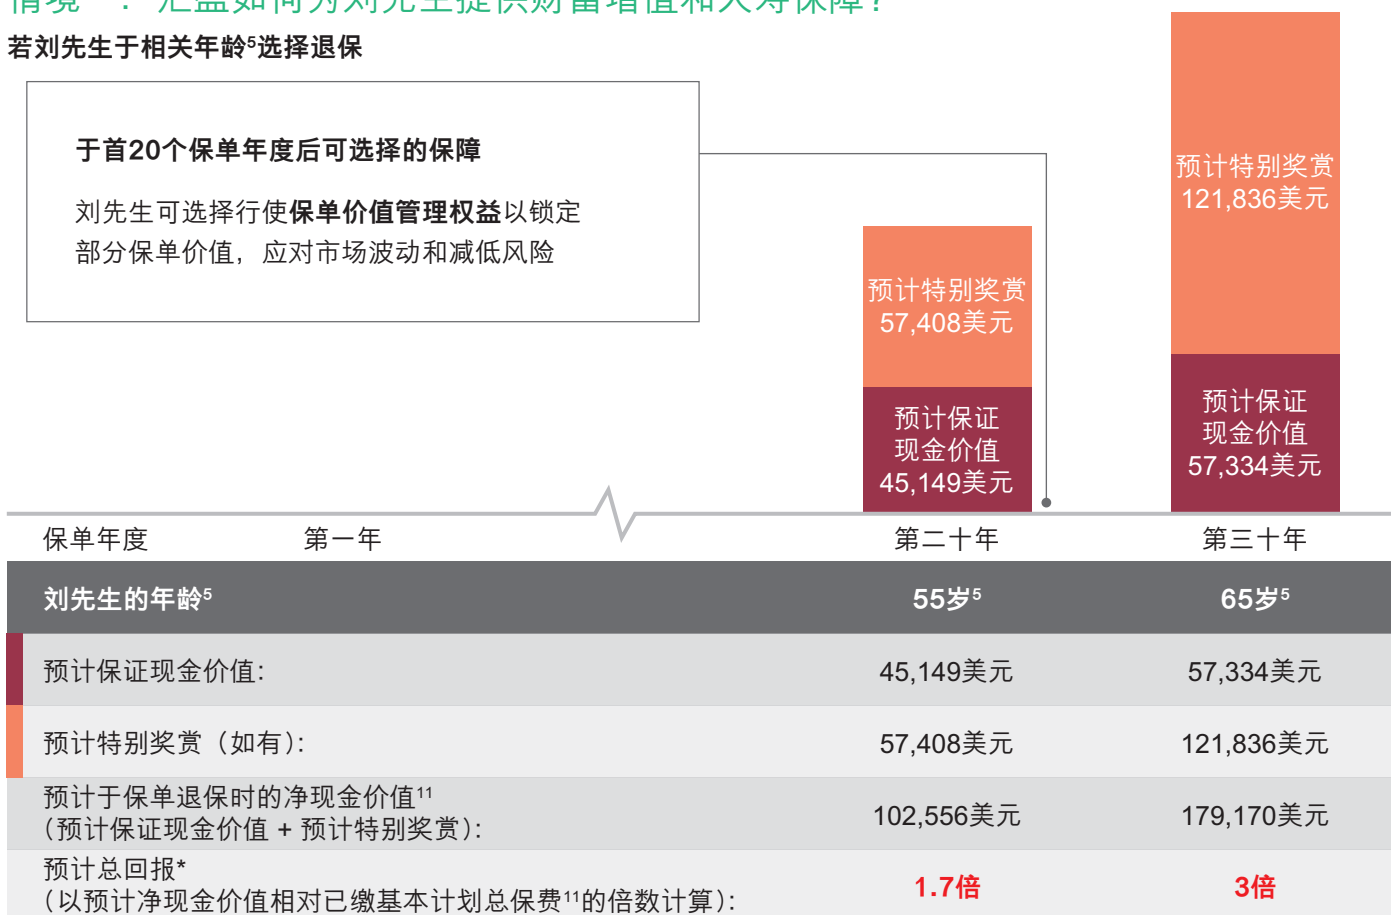 若刘先生于相关年龄⁵选择退保
于首20个保单年度后可选择的保障
刘先生可选择行使保单价值管理权益以锁定
部分保单价值，应对市场波动和减低风险
预计特别奖赏
57,408美元
预计保证
现金价值
45,149美元
预计特别奖赏
121,836美元
预计保证
现金价值
57,334美元
保单年度 第一年 第二十年 第三十年
刘先生的年龄⁵ 55岁⁵ 65岁⁵
预计保证现金价值: 45,149美元 57,334美元
预计特别奖赏（如有）: 57,408美元 121,836美元
预计于保单退保时的净现金价值¹¹
（预计保证现金价值 + 预计特别奖赏）: 102,556美元 179,170美元
预计总回报*
（以预计净现金价值相对已缴基本计划总保费¹¹的倍数计算）: 1.7倍 3倍